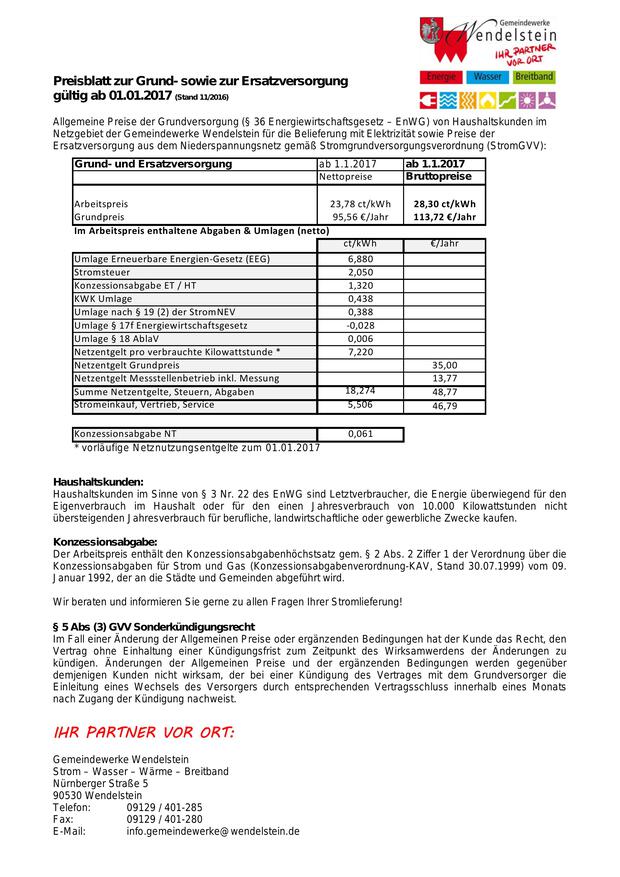 Gemeindewerke
Wendelstein
IHR PARTNER
VOR ORT
Energie Wasser Breitband
Preisblatt zur Grund- sowie zur Ersatzversorgung
gültig ab 01.01.2017 (Stand 11/2016)
Allgemeine Preise der Grundversorgung (§ 36 Energiewirtschaftsgesetz – EnWG) von Haushaltskunden im
Netzgebiet der Gemeindewerke Wendelstein für die Belieferung mit Elektrizität sowie Preise der
Ersatzversorgung aus dem Niederspannungsnetz gemäß Stromgrundversorgungsverordnung (StromGVV):
Grund- und Ersatzversorgung ab 1.1.2017 ab 1.1.2017
Nettopreise Bruttopreise
Arbeitspreis 23,78 ct/kWh 28,30 ct/kWh
Grundpreis 95,56 €/Jahr 113,72 €/Jahr
Im Arbeitspreis enthaltene Abgaben & Umlagen (netto)
ct/kWh €/Jahr
Umlage Erneuerbare Energien-Gesetz (EEG) 6,880
Stromsteuer 2,050
Konzessionsabgabe ET / HT 1,320
KWK Umlage 0,438
Umlage nach § 19 (2) der StromNEV 0,388
Umlage § 17f Energiewirtschaftsgesetz -0,028
Umlage § 18 AblaV 0,006
Netzentgelt pro verbrauchte Kilowattstunde * 7,220
Netzentgelt Grundpreis 35,00
Netzentgelt Messstellenbetrieb inkl. Messung 13,77
Summe Netzentgelte, Steuern, Abgaben 18,274 48,77
Stromeinkauf, Vertrieb, Service 5,506 46,79
Konzessionsabgabe NT 0,061
* vorläufige Netznutzungsentgelte zum 01.01.2017
Haushaltskunden:
Haushaltskunden im Sinne von § 3 Nr. 22 des EnWG sind Letztverbraucher, die Energie überwiegend für den
Eigenverbrauch im Haushalt oder für den einen Jahresverbrauch von 10.000 Kilowattstunden nicht
übersteigenden Jahresverbrauch für berufliche, landwirtschaftliche oder gewerbliche Zwecke kaufen.
Konzessionsabgabe:
Der Arbeitspreis enthält den Konzessionsabgabenhöchstsatz gem. § 2 Abs. 2 Ziffer 1 der Verordnung über die
Konzessionsabgaben für Strom und Gas (Konzessionsabgabenverordnung-KAV, Stand 30.07.1999) vom 09.
Januar 1992, der an die Städte und Gemeinden abgeführt wird.
Wir beraten und informieren Sie gerne zu allen Fragen Ihrer Stromlieferung!
§ 5 Abs (3) GVV Sonderkündigungsrecht
Im Fall einer Änderung der Allgemeinen Preise oder ergänzenden Bedingungen hat der Kunde das Recht, den
Vertrag ohne Einhaltung einer Kündigungsfrist zum Zeitpunkt des Wirksamwerdens der Änderungen zu
kündigen. Änderungen der Allgemeinen Preise und der ergänzenden Bedingungen werden gegenüber
demjenigen Kunden nicht wirksam, der bei einer Kündigung des Vertrages mit dem Grundversorger die
Einleitung eines Wechsels des Versorgers durch entsprechenden Vertragsschluss innerhalb eines Monats
nach Zugang der Kündigung nachweist.
IHR PARTNER VOR ORT:
Gemeindewerke Wendelstein
Strom – Wasser – Wärme – Breitband
Nürnberger Straße 5
90530 Wendelstein
Telefon: 09129 / 401-285
Fax: 09129 / 401-280
E-Mail: info.gemeindewerke@wendelstein.de